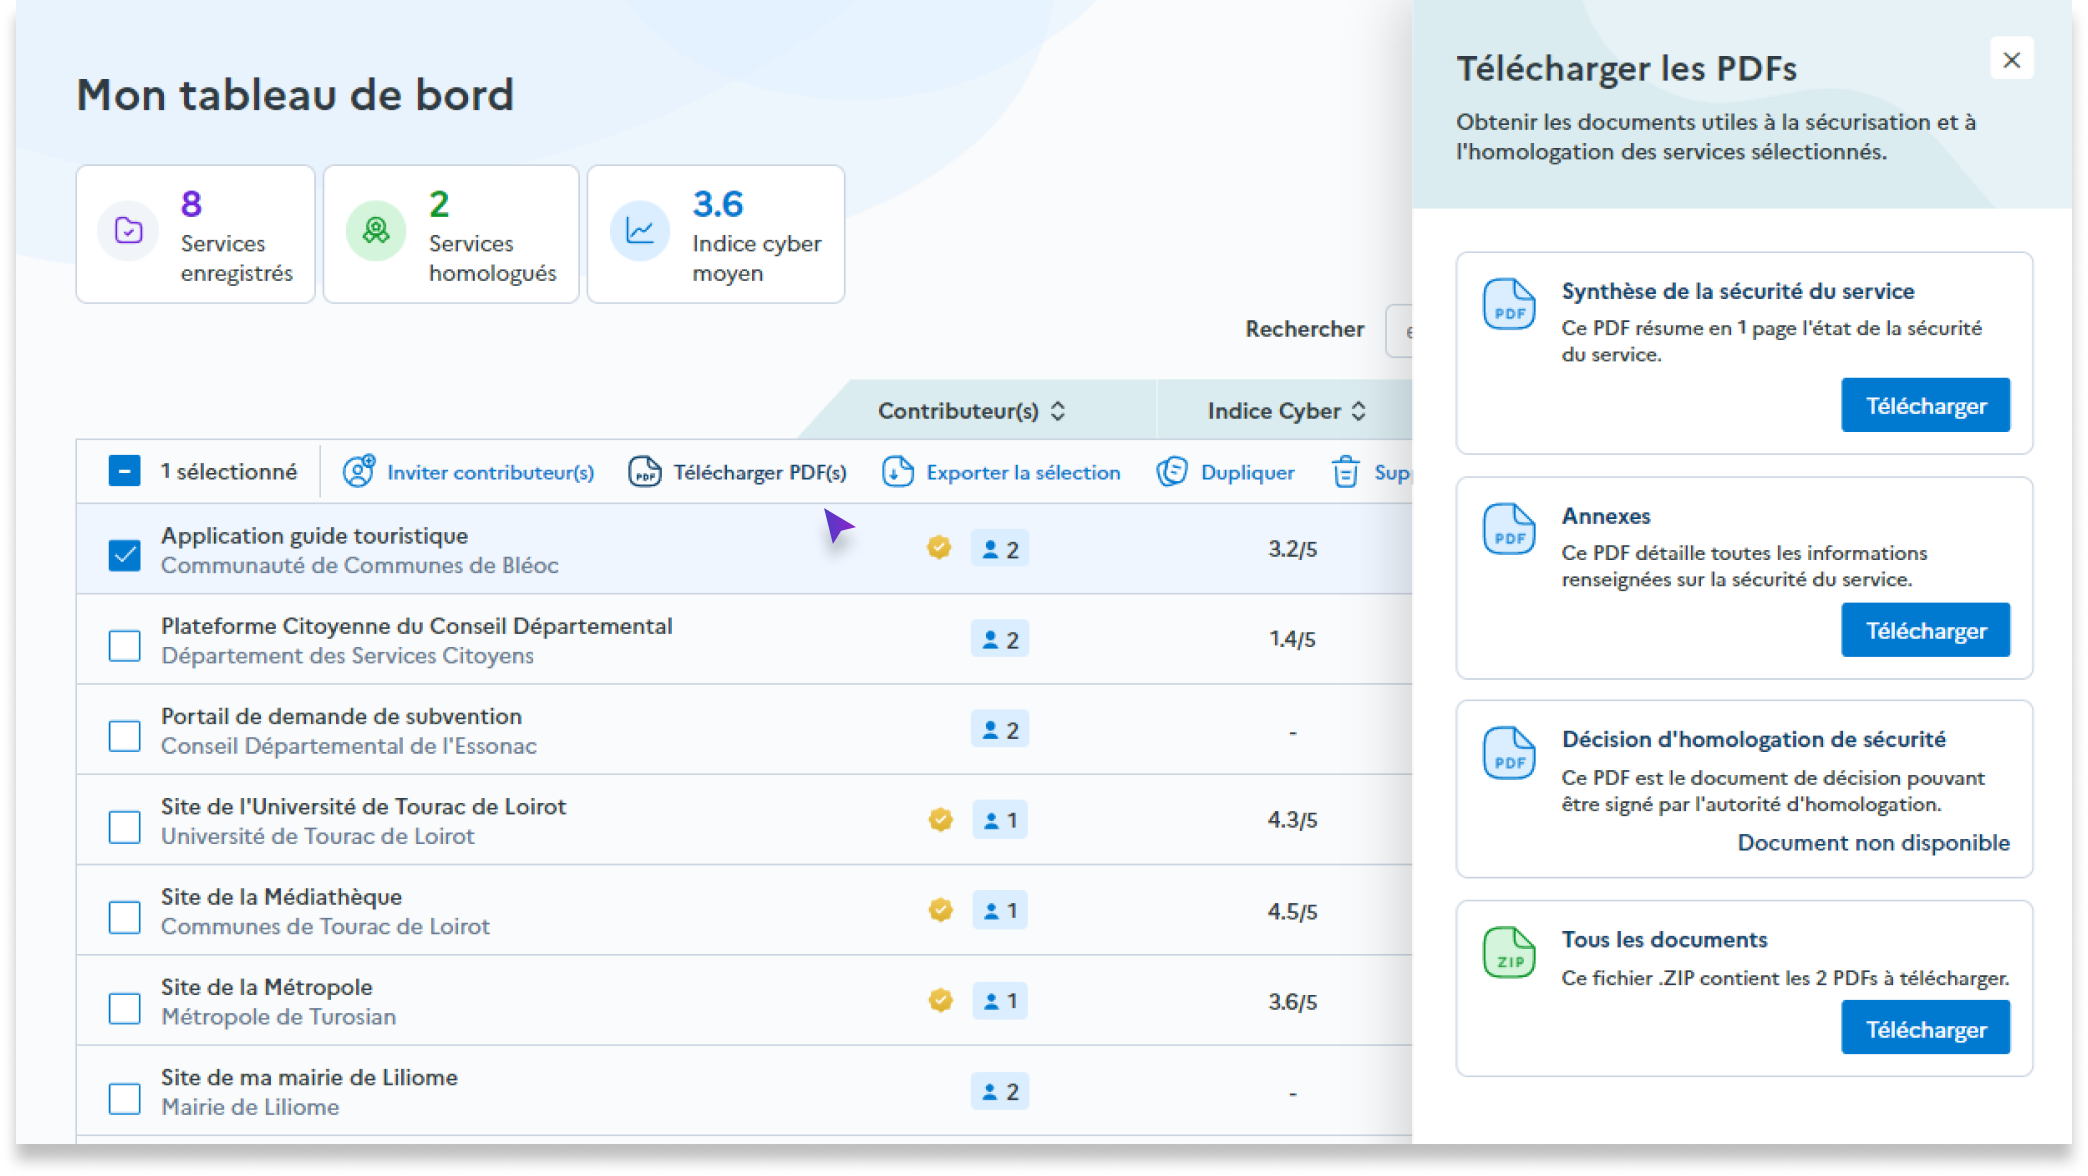 Mon tableau de bord
8
Services
enregistrés
2
Services
homologués
3.6
Indice cyber
moyen
Rechercher
Contributeur(s)
Indice Cyber
1 sélectionné
Inviter contributeur(s)
PDF
Télécharger PDF(s)
Exporter la sélection
Dupliquer
Application guide touristique
Communauté de Communes de Bléoc
2
3.2/5
Plateforme Citoyenne du Conseil Départemental
Département des Services Citoyens
2
1.4/5
Portail de demande de subvention
Conseil Départemental de l'Essonac
2
-
Site de l'Université de Tourac de Loirot
Université de Tourac de Loirot
1
4.3/5
Site de la Médiathèque
Communes de Tourac de Loirot
1
4.5/5
Site de la Métropole
Métropole de Turosian
1
3.6/5
Site de ma mairie de Liliome
Mairie de Liliome
2
-
Télécharger les PDFs
Obtenir les documents utiles à la sécurisation et à
l'homologation des services sélectionnés.
PDF
Synthèse de la sécurité du service
Ce PDF résume en 1 page l'état de la sécurité
du service.
Télécharger
PDF
Annexes
Ce PDF détaille toutes les informations
renseignées sur la sécurité du service.
Télécharger
PDF
Décision d'homologation de sécurité
Ce PDF est le document de décision pouvant
être signé par l'autorité d'homologation.
Document non disponible
ZIP
Tous les documents
Ce fichier .ZIP contient les 2 PDFs à télécharger.
Télécharger